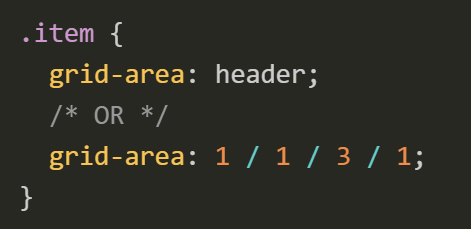 .item {
  grid-area: header;
  /* OR */
  grid-area: 1 / 1 / 3 / 1;
}